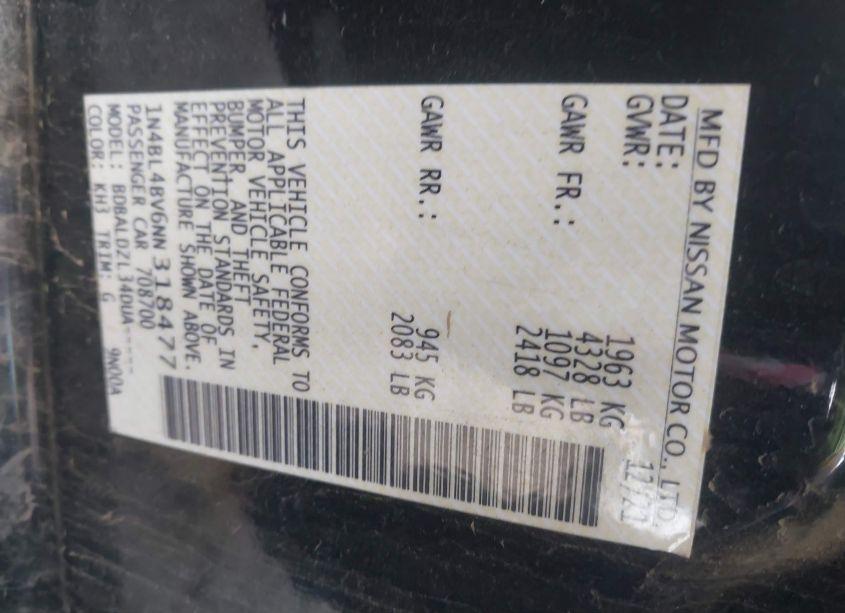 MFD BY NISSAN MOTOR CO., LTD.
DATE: 12/21
GVWR: 1963 KG
4328 LB
GAWR FR.: 1097 KG
2418 LB
GAWR RR.: 945 KG
2083 LB
THIS VEHICLE CONFORMS TO
ALL APPLICABLE FEDERAL
MOTOR VEHICLE SAFETY,
BUMPER AND THEFT
PREVENTION STANDARDS IN
EFFECT ON THE DATE OF
MANUFACTURE SHOWN ABOVE.
1N4BL4BV6NN318477
PASSENGER CAR 708700
MODEL: BDBALDZL34DUA----
COLOR: KH3 TRIM: G 9N00A